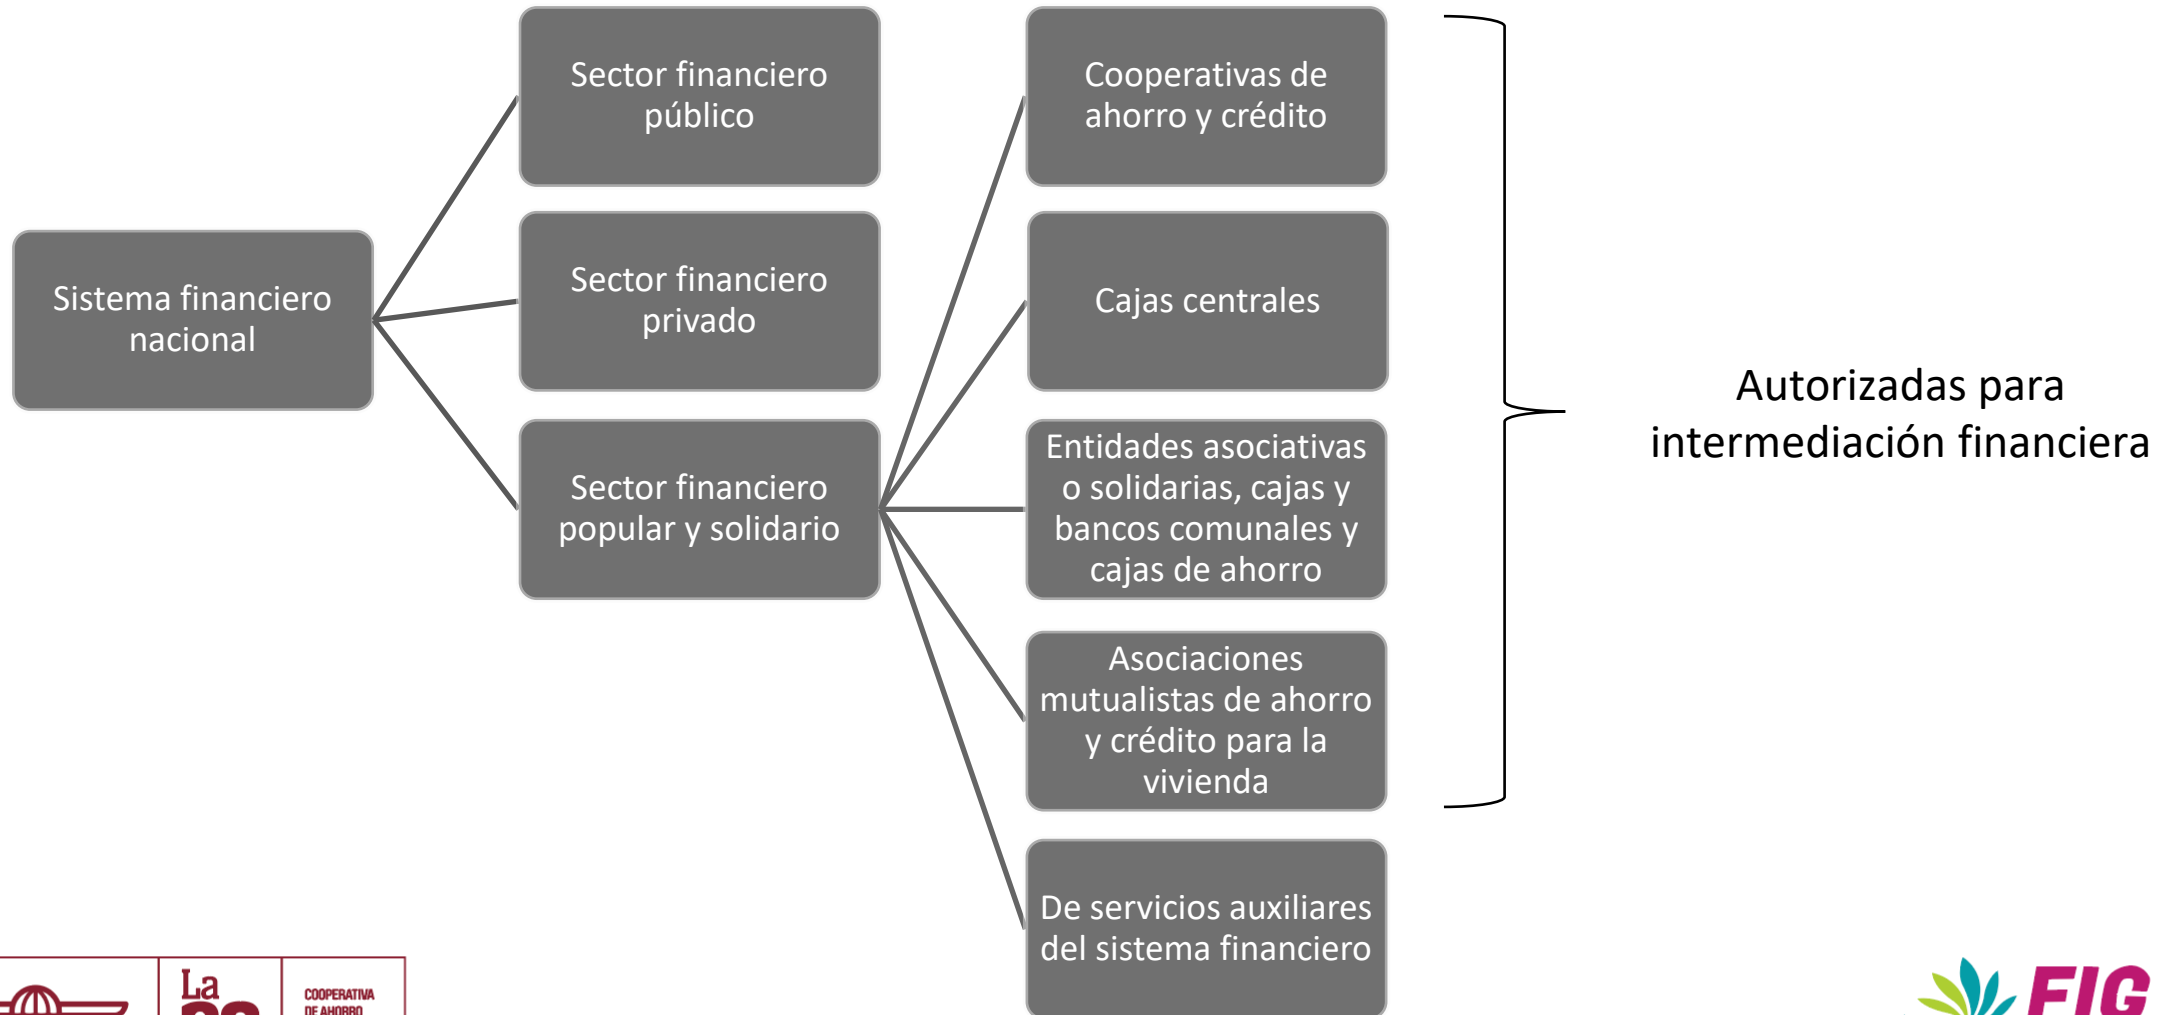 Sector financiero
público
Cooperativas de
ahorro y crédito
Sistema financiero
nacional
Sector financiero
privado
Cajas centrales
Autorizadas para
intermediación financiera
Sector financiero
popular y solidario
Entidades asociativas
o solidarias, cajas y
bancos comunales y
cajas de ahorro
Asociaciones
mutualistas de ahorro
y crédito para la
vivienda
De servicios auxiliares
del sistema financiero
La
COOPERATIVA
DE AHORRO
FIG